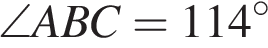 ∠ABC = 114°